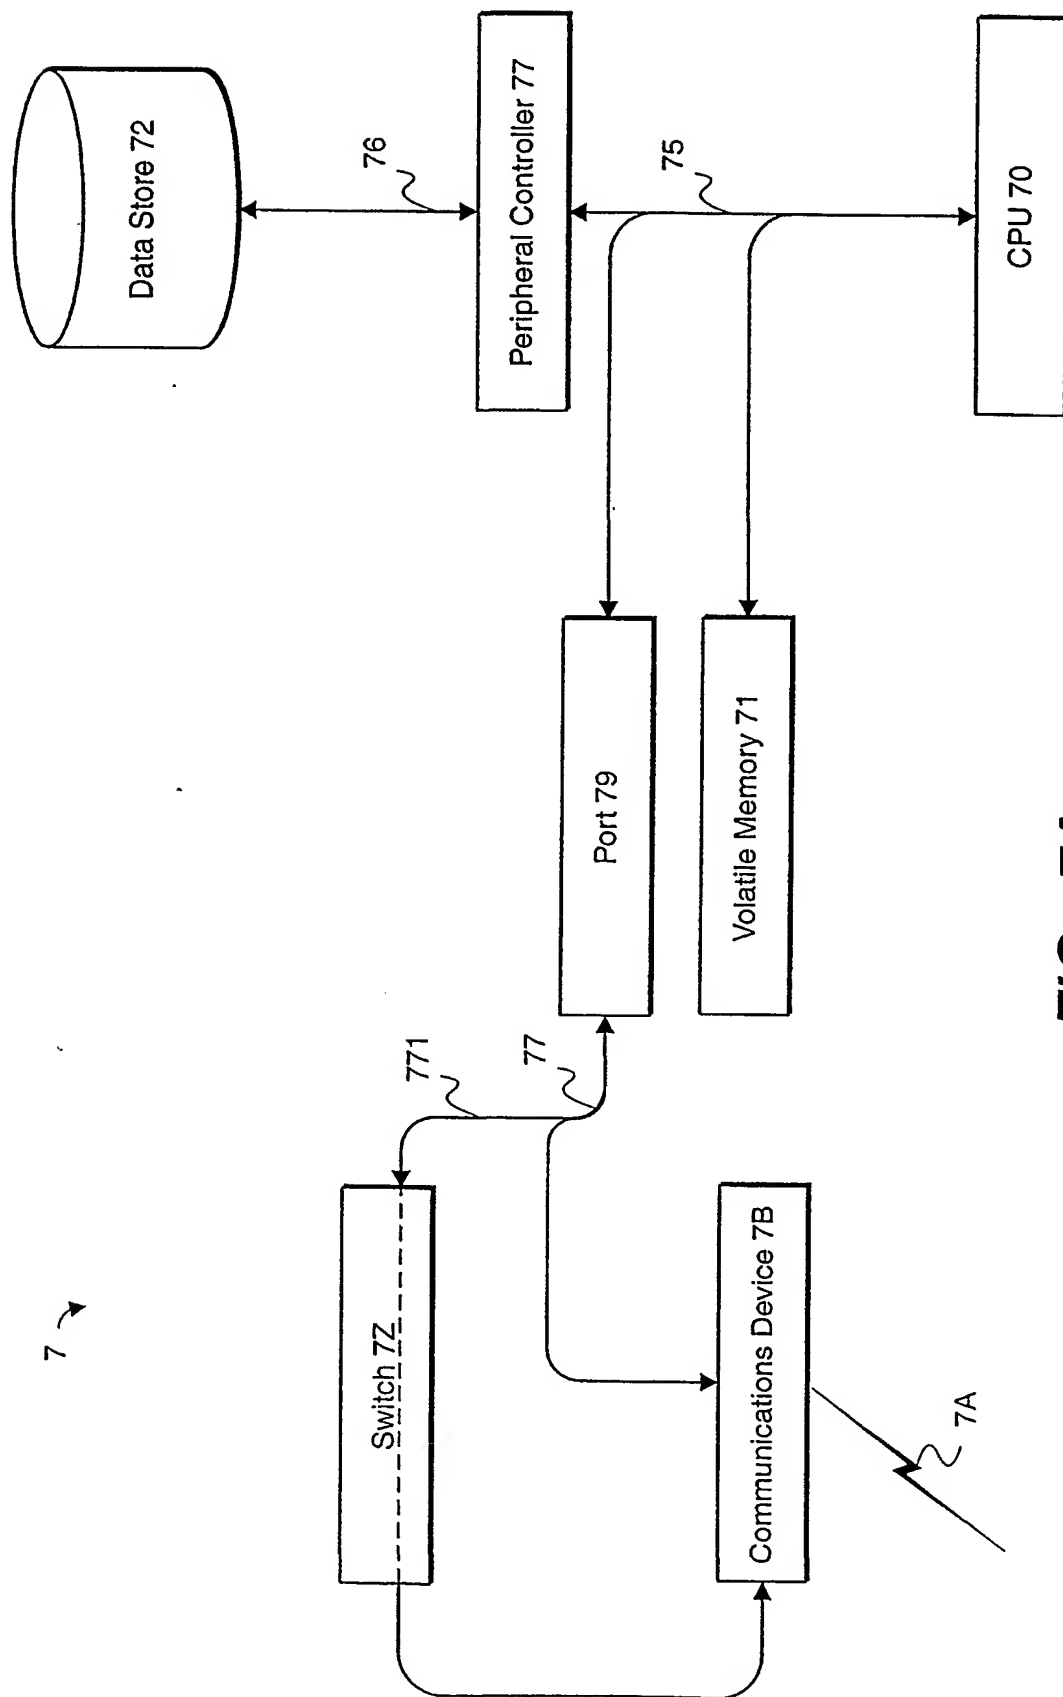 7
Switch 7Z
771
77
Communications Device 7B
7A
Port 79
Volatile Memory 71
Data Store 72
76
Peripheral Controller 77
75
CPU 70